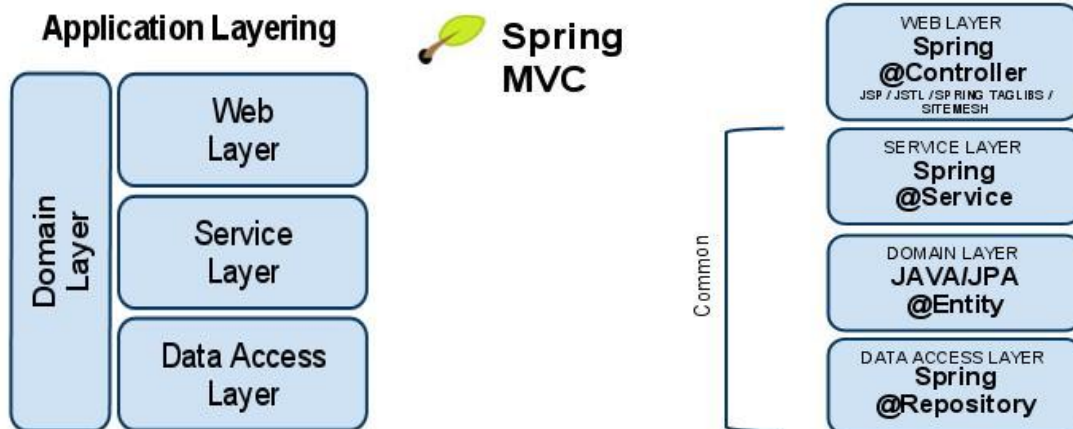 Application Layering
Domain
Layer
Web
Layer
Service
Layer
Data Access
Layer
Spring
MVC
Common
WEB LAYER
Spring
@Controller
JSP / JSTL / SPRING TAGLIBS /
SITEMESH
SERVICE LAYER
Spring
@Service
DOMAIN LAYER
JAVA/JPA
@Entity
DATA ACCESS LAYER
Spring
@Repository